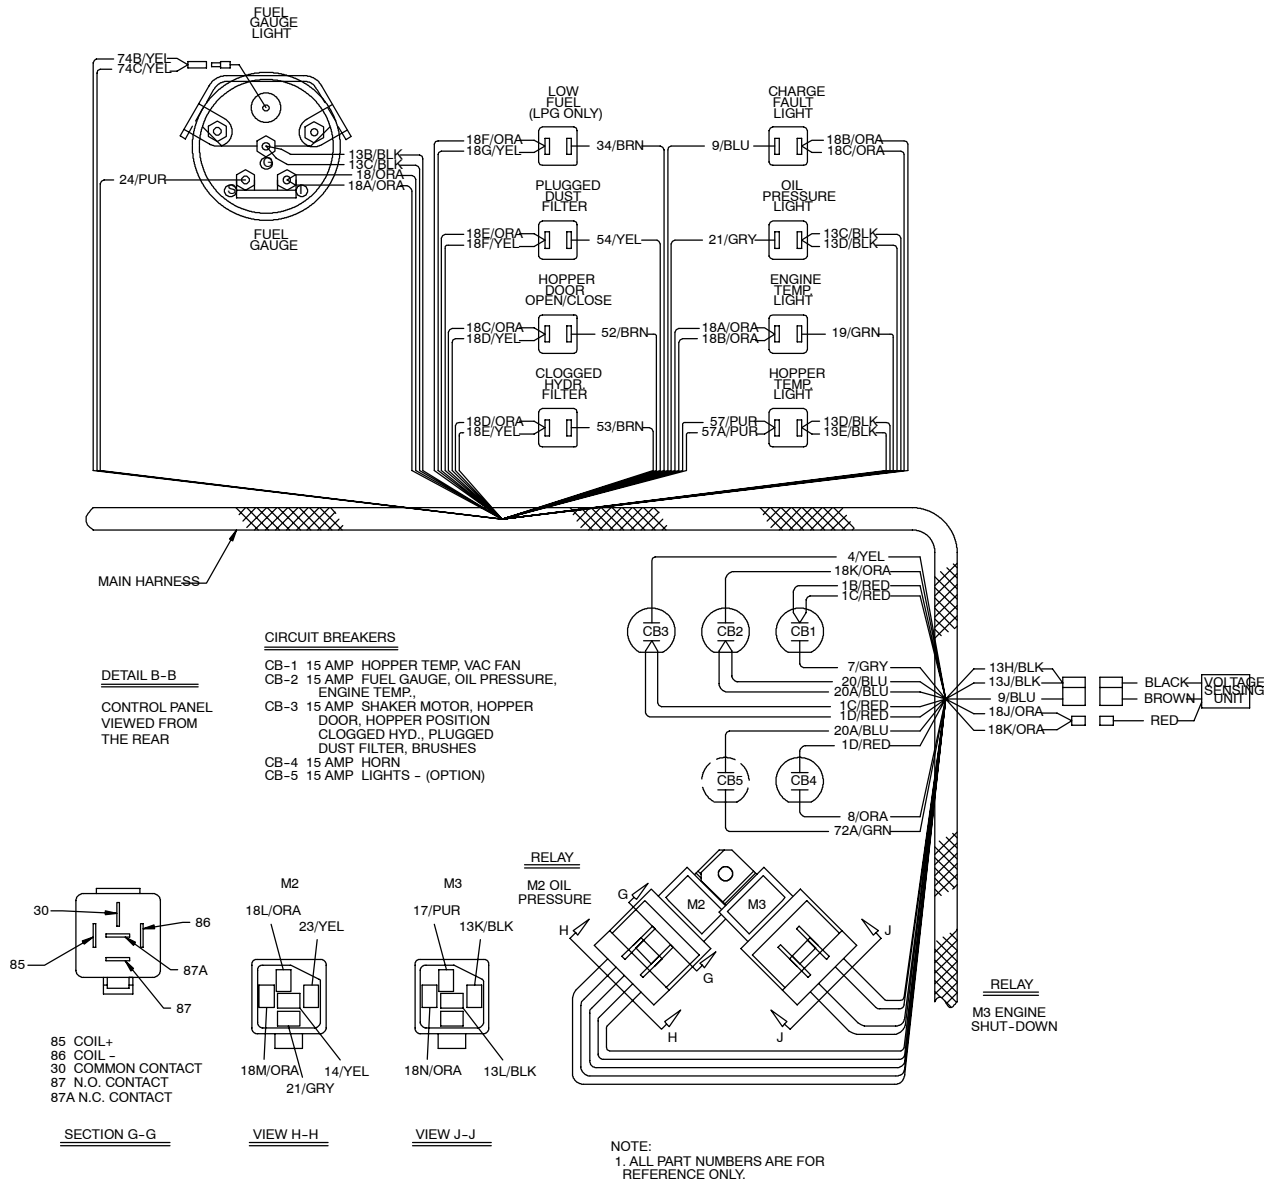 FUEL
GAUGE
LIGHT
74B/YEL
74C/YEL
13B/BLK
13C/BLK
18/ORA
18A/ORA
24/PUR
FUEL
GAUGE
LOW
FUEL
(LPG ONLY)
18F/ORA
18G/YEL
34/BRN
PLUGGED
DUST
FILTER
18E/ORA
18F/YEL
54/YEL
HOPPER
DOOR
OPEN/CLOSE
18C/ORA
18D/YEL
52/BRN
CLOGGED
HYDR.
FILTER
18D/ORA
18E/YEL
53/BRN
CHARGE
FAULT
LIGHT
9/BLU
18B/ORA
18C/ORA
OIL
PRESSURE
LIGHT
21/GRY
13C/BLK
13D/BLK
ENGINE
TEMP.
LIGHT
18A/ORA
18B/ORA
19/GRN
HOPPER
TEMP.
LIGHT
57/PUR
57A/PUR
13D/BLK
13E/BLK
MAIN HARNESS
DETAIL B-B
CONTROL PANEL
VIEWED FROM
THE REAR
CIRCUIT BREAKERS
CB-1 15 AMP HOPPER TEMP, VAC FAN
CB-2 15 AMP FUEL GAUGE, OIL PRESSURE,
ENGINE TEMP.,
CB-3 15 AMP SHAKER MOTOR, HOPPER
DOOR, HOPPER POSITION
CLOGGED HYD., PLUGGED
DUST FILTER, BRUSHES
CB-4 15 AMP HORN
CB-5 15 AMP LIGHTS - (OPTION)
4/YEL
18K/ORA
1B/RED
1C/RED
CB3
CB2
CB1
7/GRY
20/BLU
20A/BLU
1C/RED
1D/RED
20A/BLU
1D/RED
CB5
CB4
8/ORA
72A/GRN
13H/BLK
13J/BLK
9/BLU
18J/ORA
18K/ORA
BLACK
BROWN
RED
VOLTAGE
SENSING
UNIT
RELAY
M2 OIL
PRESSURE
G
M2
M3
H
J
G
H
J
RELAY
M3 ENGINE
SHUT-DOWN
30
86
85
87A
87
85 COIL+
86 COIL -
30 COMMON CONTACT
87 N.O. CONTACT
87A N.C. CONTACT
SECTION G-G
M2
18L/ORA
23/YEL
18M/ORA
14/YEL
21/GRY
VIEW H-H
M3
17/PUR
13K/BLK
18N/ORA
13L/BLK
VIEW J-J
NOTE:
1. ALL PART NUMBERS ARE FOR
REFERENCE ONLY.